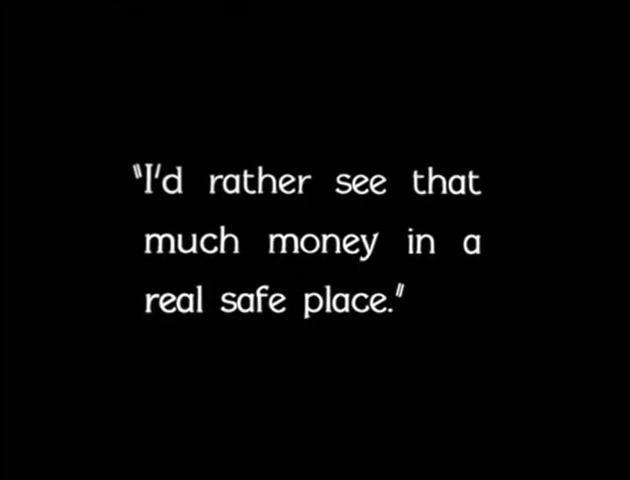 "I'd rather see that
much money in a
real safe place."